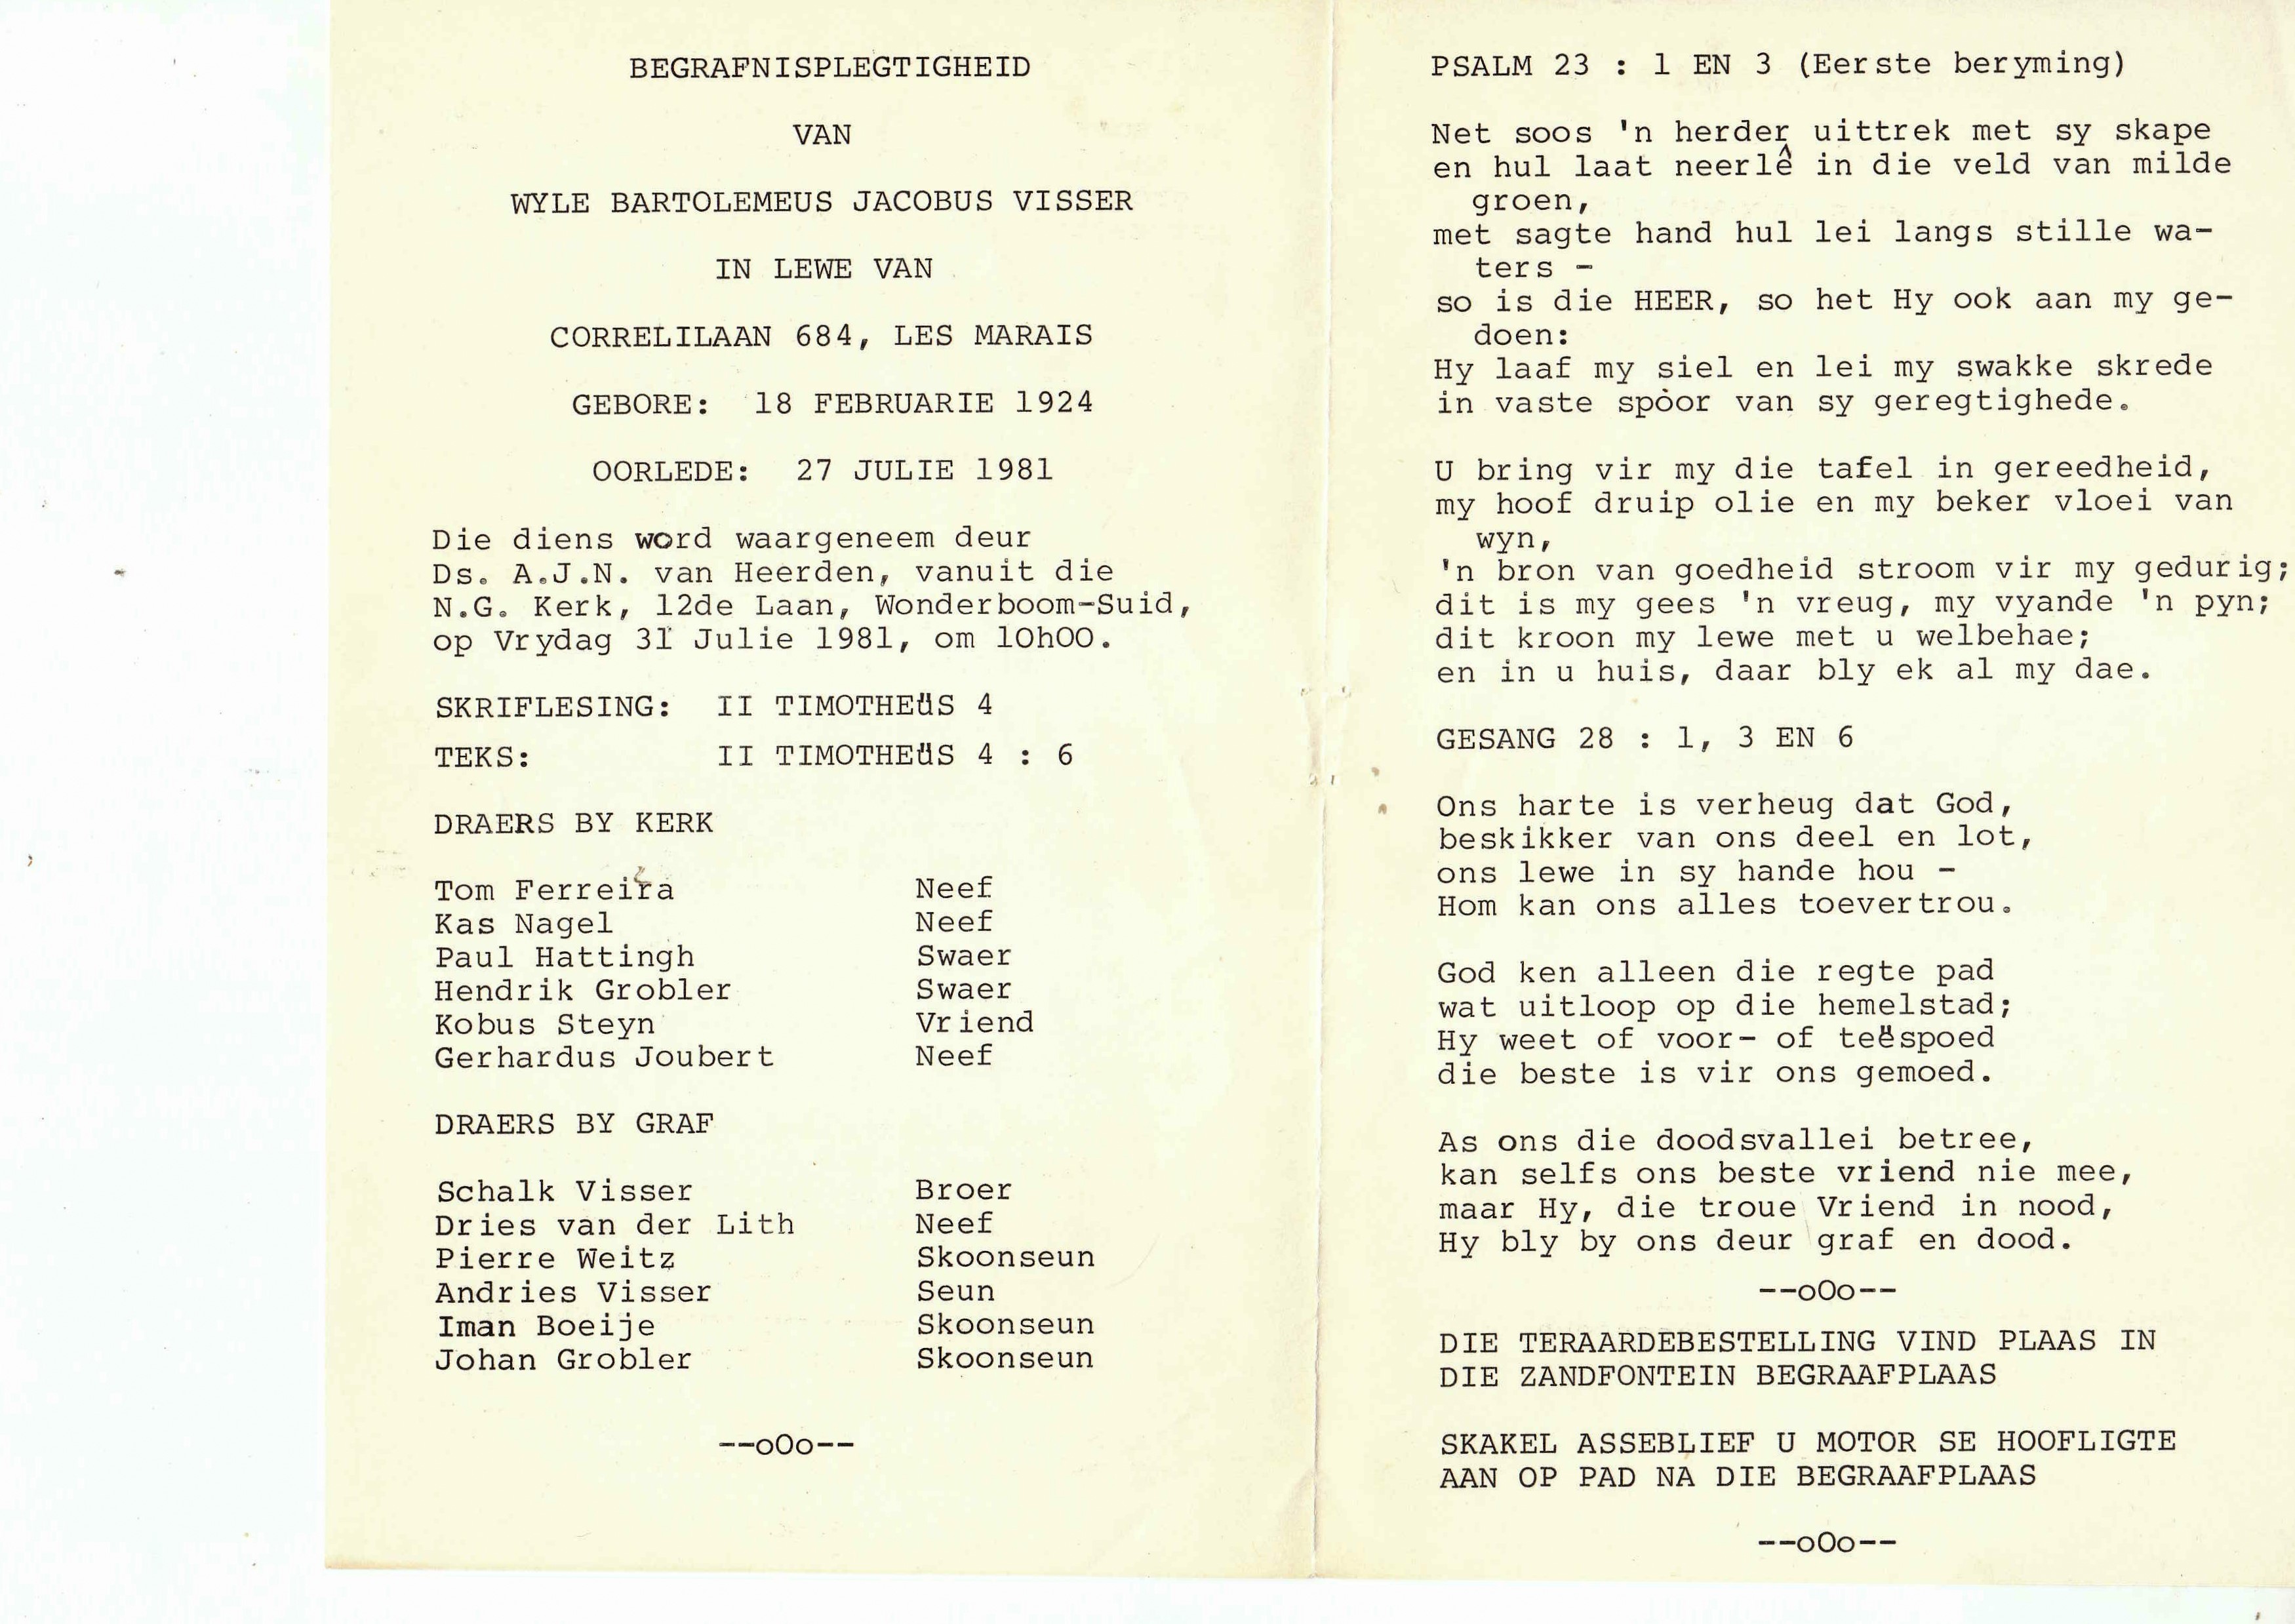 BEGRAFNISPLEGTIGHEID
VAN
WYLE BARTOLEMEUS JACOBUS VISSER
IN LEWE VAN
CORRELILAAN 684, LES MARAIS
GEBORE: 18 FEBRUARIE 1924
OORLEDE: 27 JULIE 1981
Die diens word waargeneem deur
Ds. A.J.N. van Heerden, vanuit die
N.G. Kerk, 12de Laan, Wonderboom-Suid,
op Vrydag 31 Julie 1981, om 10h00.
SKRIFLESING: II TIMOTHEÜS 4
TEKS: II TIMOTHEÜS 4 : 6
DRAERS BY KERK
Tom Ferreira Neef
Kas Nagel Neef
Paul Hattingh Swaer
Hendrik Grobler Swaer
Kobus Steyn Vriend
Gerhardus Joubert Neef
DRAERS BY GRAF
Schalk Visser Broer
Dries van der Lith Neef
Pierre Weitz Skoonseun
Andries Visser Seun
Iman Boeije Skoonseun
Johan Grobler Skoonseun
--oOo--
PSALM 23 : 1 EN 3 (Eerste beryming)
Net soos 'n herder uittrek met sy skape
en hul laat neerlê in die veld van milde
groen,
met sagte hand hul lei langs stille wa-
ters -
so is die HEER, so het Hy ook aan my ge-
doen:
Hy laaf my siel en lei my swakke skrede
in vaste spòor van sy geregtighede.
U bring vir my die tafel in gereedheid,
my hoof druip olie en my beker vloei van
wyn,
'n bron van goedheid stroom vir my gedurig;
dit is my gees 'n vreug, my vyande 'n pyn;
dit kroon my lewe met u welbehae;
en in u huis, daar bly ek al my dae.
GESANG 28 : 1, 3 EN 6
Ons harte is verheug dat God,
beskikker van ons deel en lot,
ons lewe in sy hande hou -
Hom kan ons alles toevertrou.
God ken alleen die regte pad
wat uitloop op die hemelstad;
Hy weet of voor- of teëspoed
die beste is vir ons gemoed.
As ons die doodsvallei betree,
kan selfs ons beste vriend nie mee,
maar Hy, die troue Vriend in nood,
Hy bly by ons deur graf en dood.
--oOo--
DIE TERAARDEBESTELLING VIND PLAAS IN
DIE ZANDFONTEIN BEGRAAFPLAAS
SKAKEL ASSEBLIEF U MOTOR SE HOOFLIGTE
AAN OP PAD NA DIE BEGRAAFPLAAS
--oOo--